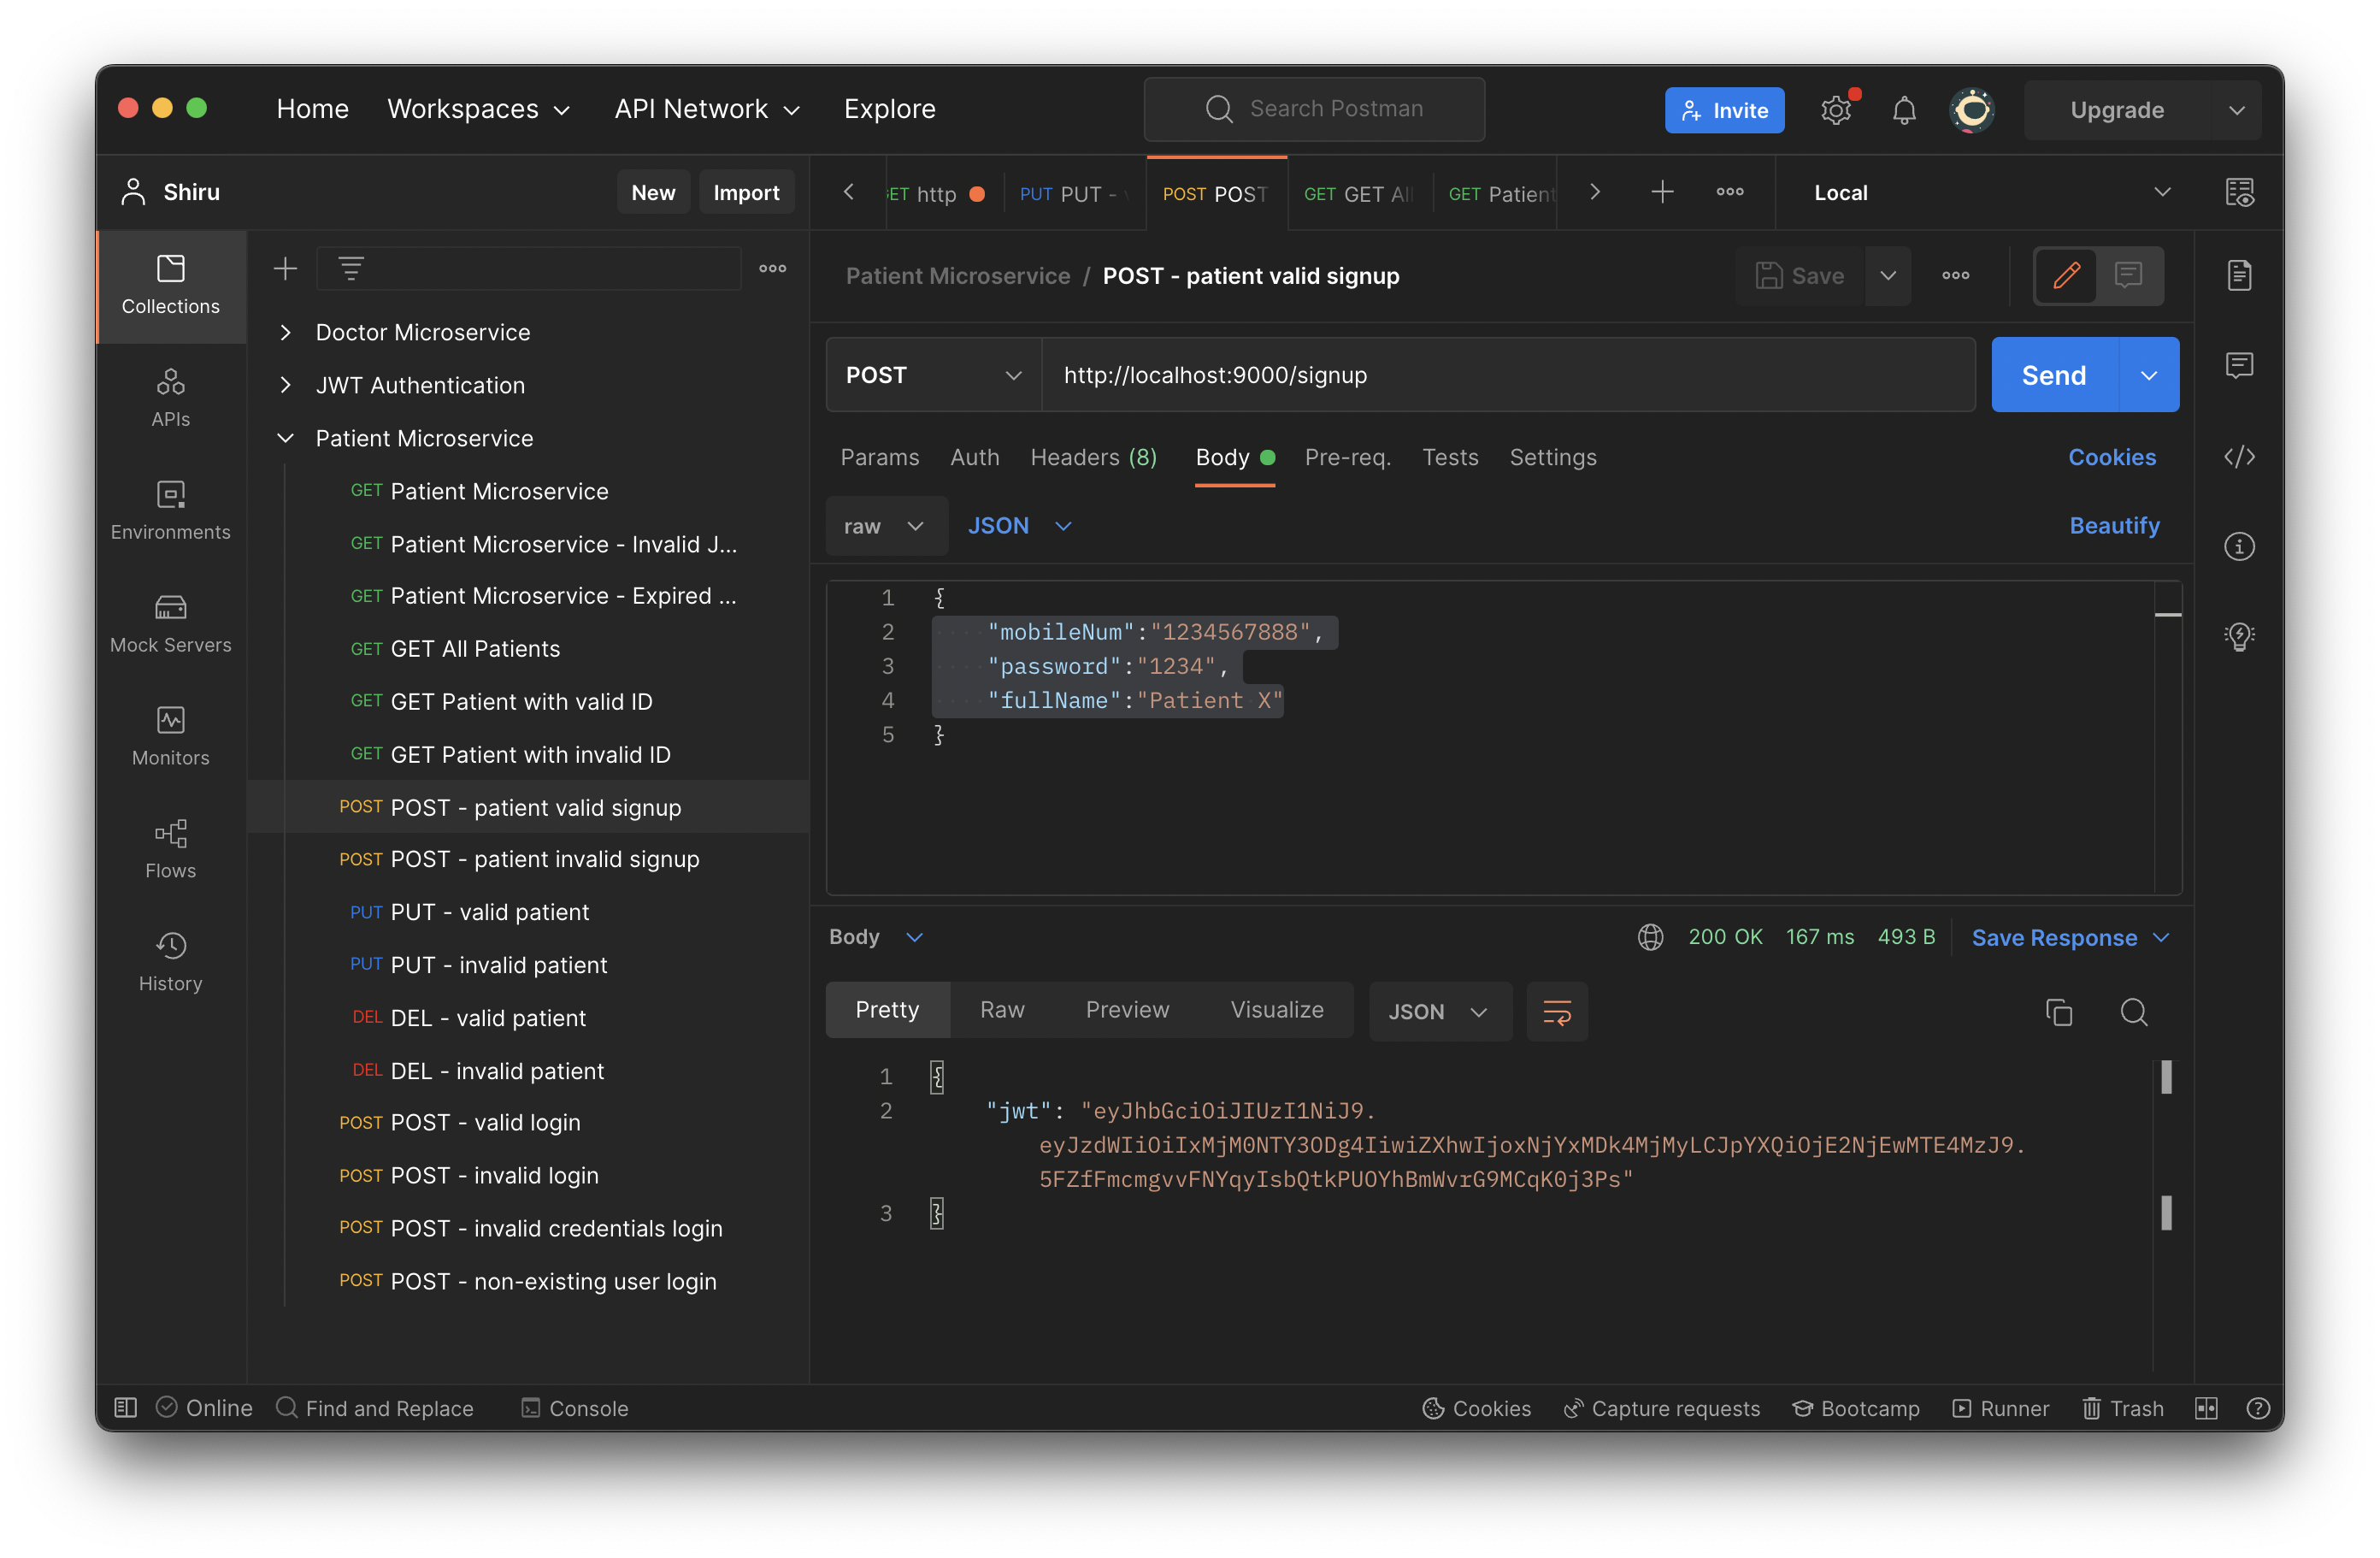 Home Workspaces API Network Explore Search Postman Invite Upgrade
Shiru New Import
ET http PUT PUT - POST POST GET GET All GET Patient Local
Collections
APIs
Environments
Mock Servers
Monitors
Flows
History
Doctor Microservice
JWT Authentication
Patient Microservice
GET Patient Microservice
GET Patient Microservice - Invalid J...
GET Patient Microservice - Expired ...
GET GET All Patients
GET GET Patient with valid ID
GET GET Patient with invalid ID
POST POST - patient valid signup
POST POST - patient invalid signup
PUT PUT - valid patient
PUT PUT - invalid patient
DEL DEL - valid patient
DEL DEL - invalid patient
POST POST - valid login
POST POST - invalid login
POST POST - invalid credentials login
POST POST - non-existing user login
Patient Microservice / POST - patient valid signup Save
POST http://localhost:9000/signup Send
Params Auth Headers (8) Body Pre-req. Tests Settings Cookies
raw JSON Beautify
1 {
2 "mobileNum":"1234567888",
3 "password":"1234",
4 "fullName":"Patient X"
5 }
Body 200 OK 167 ms 493 B Save Response
Pretty Raw Preview Visualize JSON
1 {
2 "jwt": "eyJhbGciOiJIUzI1NiJ9.
eyJzdWIiOiIxMjM0NTY3ODg4IiwiZXhwIjoxNjYxMDk4MjMyLCJpYXQiOjE2NjEwMTE4MzJ9.
5FZfFmcmgvvFNYqyIsbQtkPUOYhBmWvrG9MCqK0j3Ps"
3 }
Online Find and Replace Console Cookies Capture requests Bootcamp Runner Trash